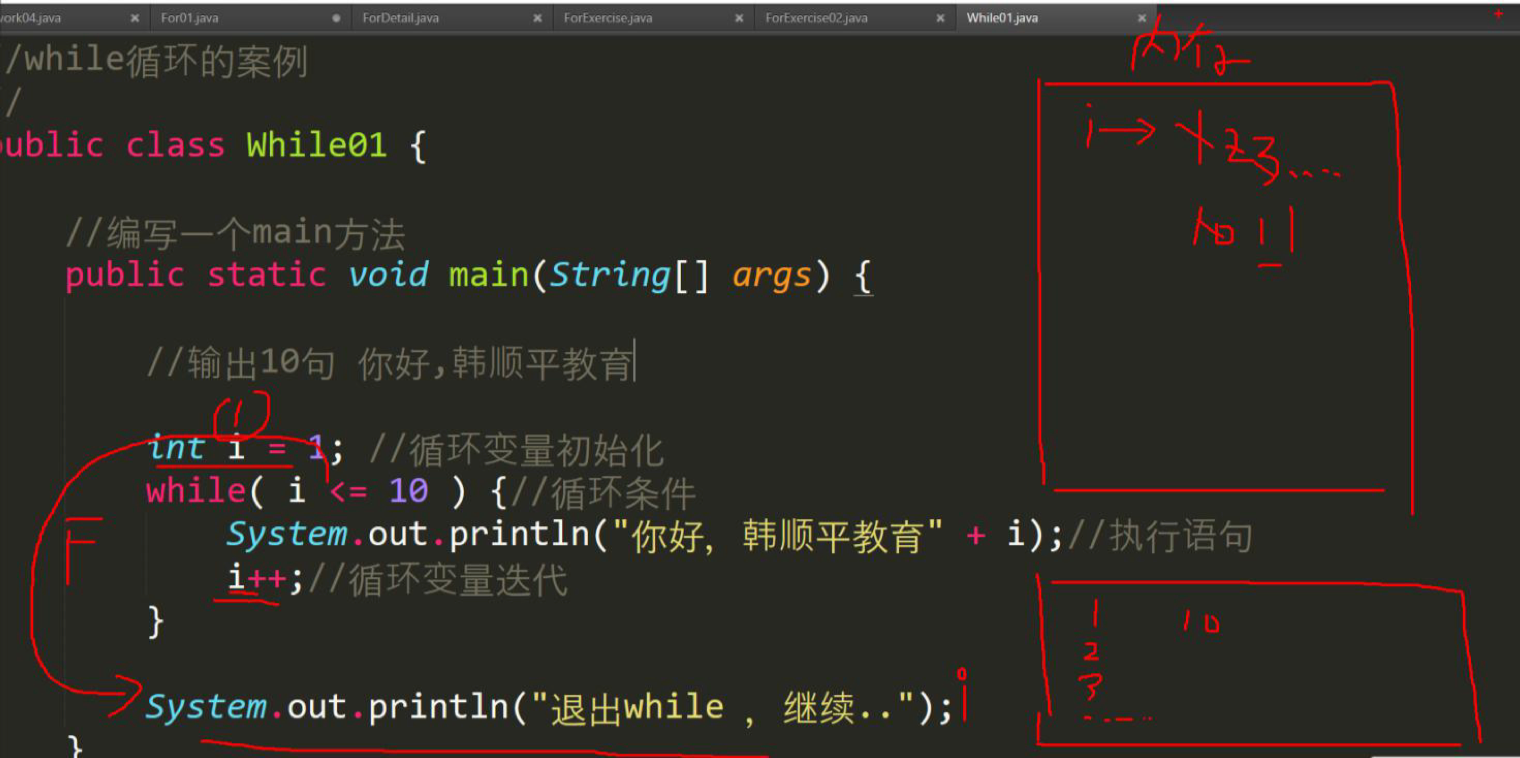 work04.java × For01.java ● ForDetail.java × ForExercise.java × ForExercise02.java × While01.java × +
/while循环的案例
/
public class While01 {
//编写一个main方法
public static void main(String[] args) {
//输出10句 你好,韩顺平教育
int i = 1; //循环变量初始化
while( i <= 10 ) {//循环条件
System.out.println("你好, 韩顺平教育" + i);//执行语句
i++;//循环变量迭代
}
System.out.println("退出while , 继续..");
}
内存
i→ 1 2 3 ....
10 11
1
F
i
1 10
2
3
......